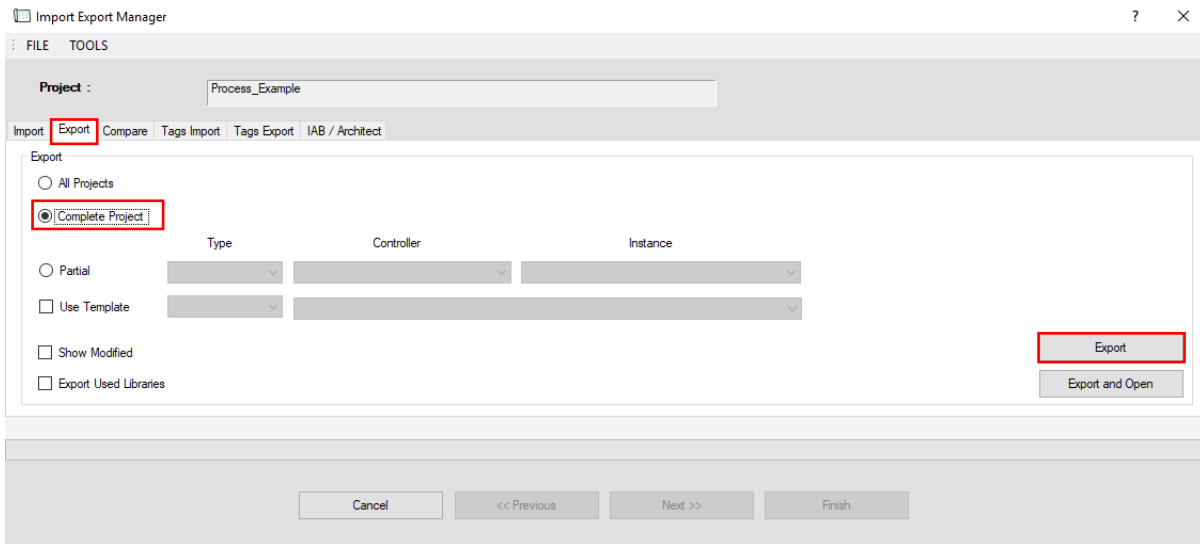 Import Export Manager ?
FILE TOOLS
Project : Process_Example
Import Export Compare Tags Import Tags Export IAB / Architect
Export
All Projects
Complete Project
Type Controller Instance
Partial
Use Template
Show Modified
Export
Export Used Libraries
Export and Open
Cancel << Previous Next >> Finish